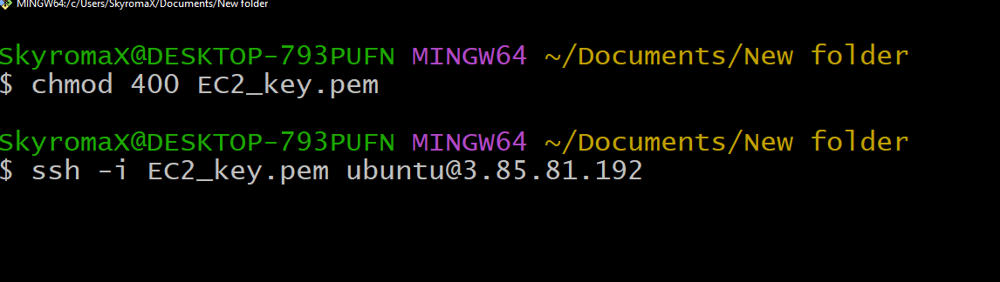 MINGW64:/c/Users/SkyromaX/Documents/New folder
SkyromaX@DESKTOP-793PUFN MINGW64 ~/Documents/New folder
$ chmod 400 EC2_key.pem
SkyromaX@DESKTOP-793PUFN MINGW64 ~/Documents/New folder
$ ssh -i EC2_key.pem ubuntu@3.85.81.192